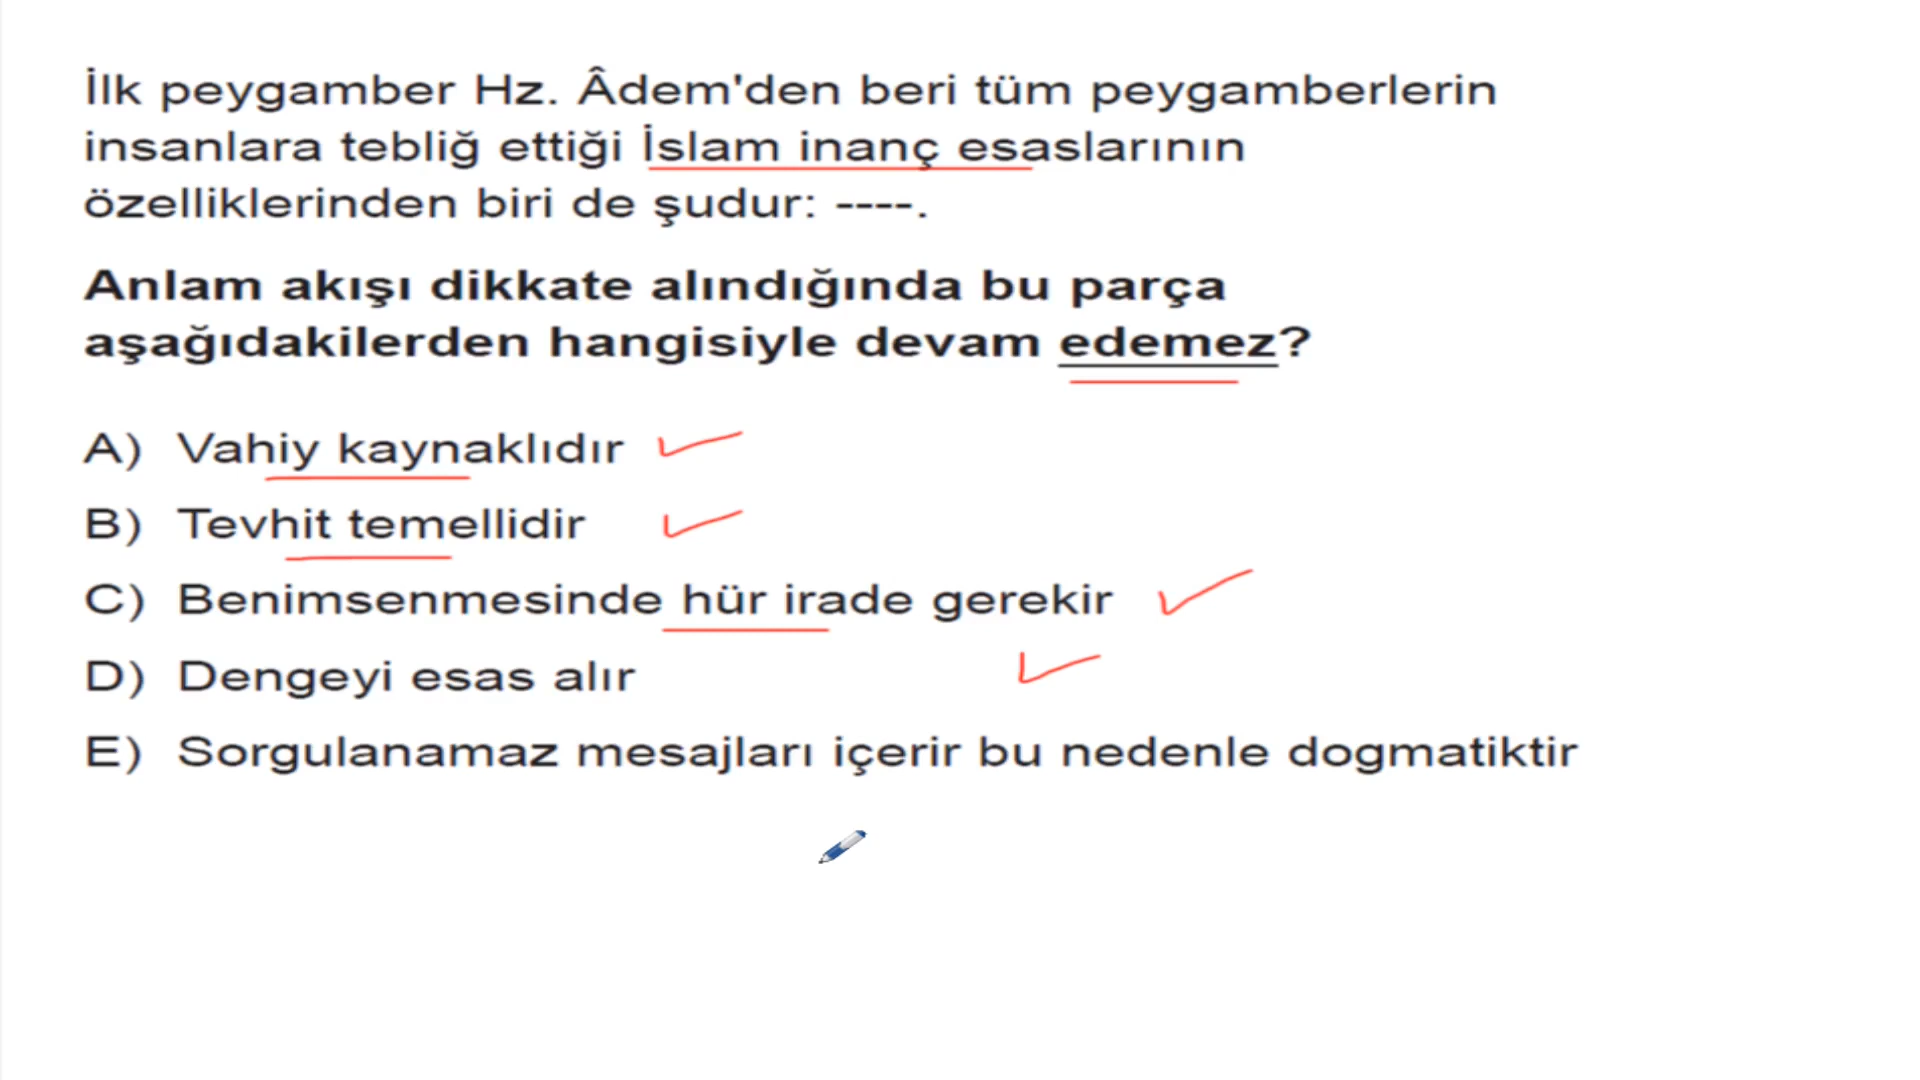 İlk peygamber Hz. Âdem'den beri tüm peygamberlerin
insanlara tebliğ ettiği İslam inanç esaslarının
özelliklerinden biri de şudur: ----.
Anlam akışı dikkate alındığında bu parça
aşağıdakilerden hangisiyle devam edemez?
A) Vahiy kaynaklıdır
B) Tevhit temellidir
C) Benimsenmesinde hür irade gerekir
D) Dengeyi esas alır
E) Sorgulanamaz mesajları içerir bu nedenle dogmatiktir